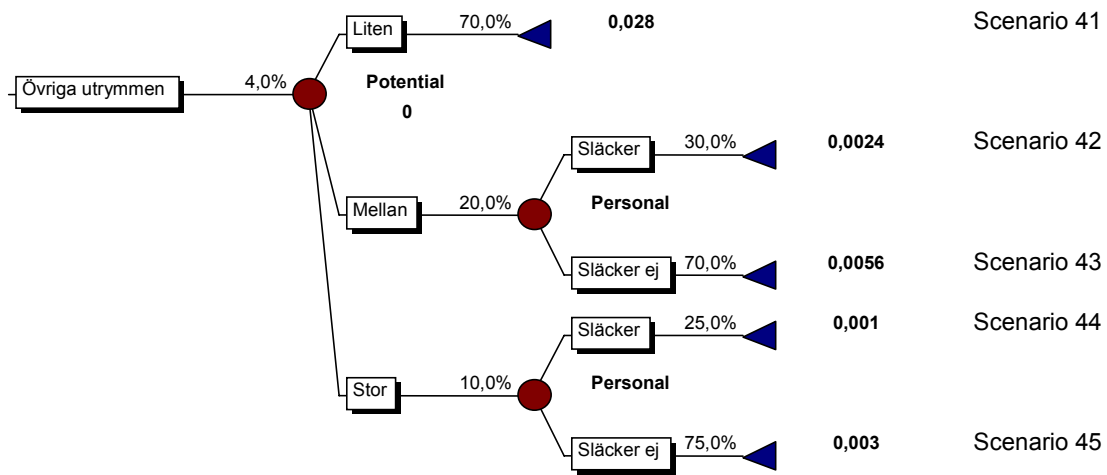 Liten 70,0% 0,028 Scenario 41
Övriga utrymmen 4,0% Potential
0
Släcker 30,0% 0,0024 Scenario 42
Mellan 20,0% Personal
Släcker ej 70,0% 0,0056 Scenario 43
Släcker 25,0% 0,001 Scenario 44
Stor 10,0% Personal
Släcker ej 75,0% 0,003 Scenario 45